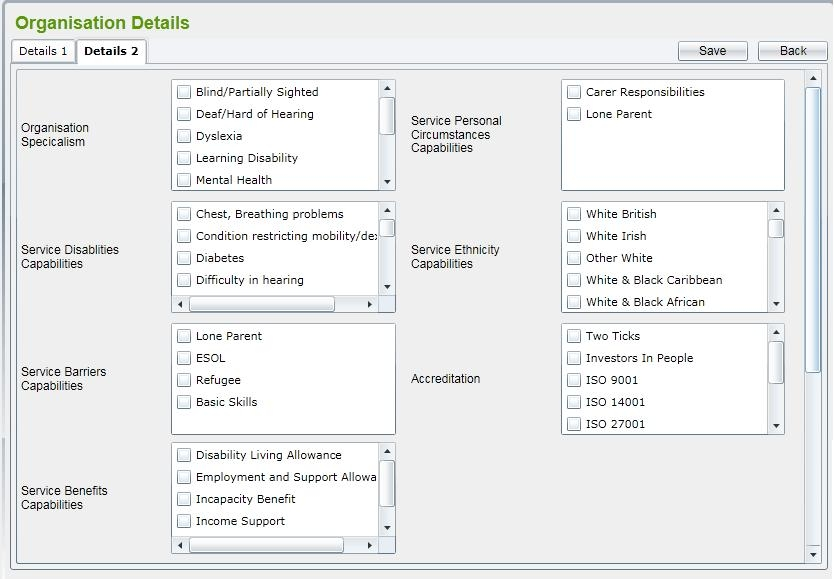 Organisation Details
Details 1
Details 2
Save
Back
Organisation
Specicalism
Blind/Partially Sighted
Deaf/Hard of Hearing
Dyslexia
Learning Disability
Mental Health
Service Personal
Circumstances
Capabilities
Carer Responsibilities
Lone Parent
Service Disablities
Capabilities
Chest, Breathing problems
Condition restricting mobility/de
Diabetes
Difficulty in hearing
Service Ethnicity
Capabilities
White British
White Irish
Other White
White & Black Caribbean
White & Black African
Service Barriers
Capabilities
Lone Parent
ESOL
Refugee
Basic Skills
Accreditation
Two Ticks
Investors In People
ISO 9001
ISO 14001
ISO 27001
Service Benefits
Capabilities
Disability Living Allowance
Employment and Support Allowa
Incapacity Benefit
Income Support